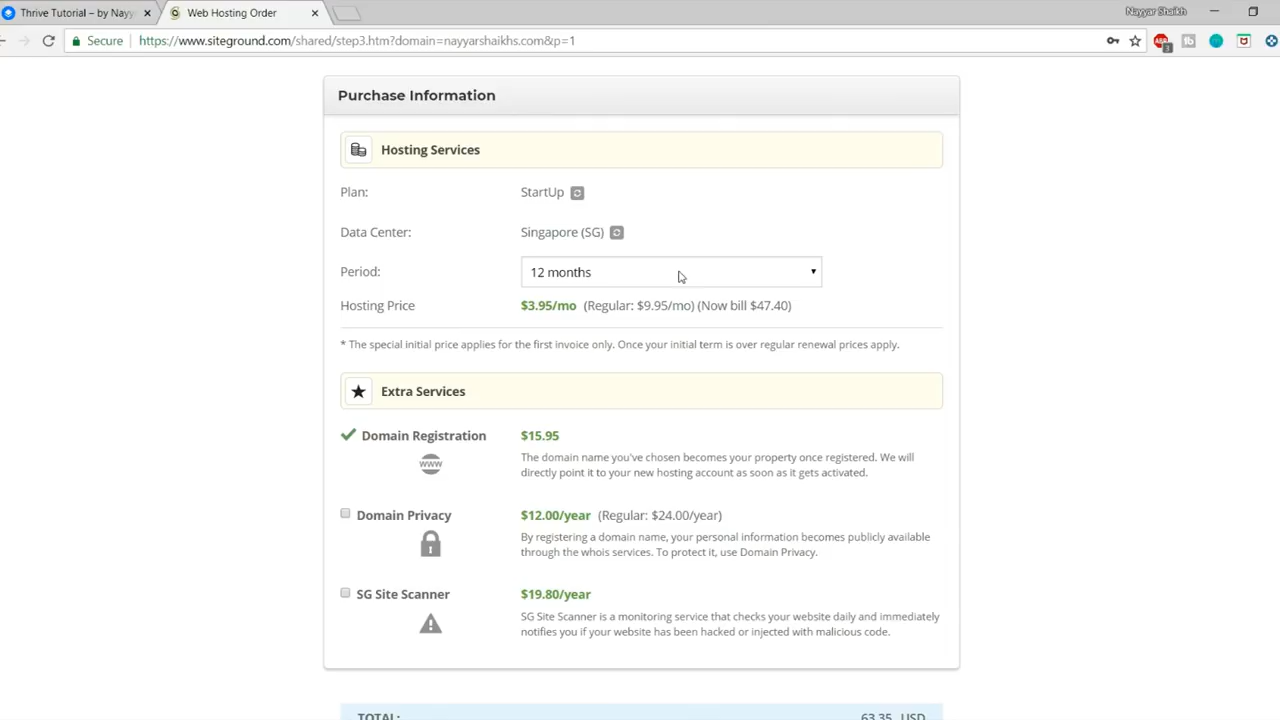 Thrive Tutorial – by Nayy
Web Hosting Order
Nayyar Shaikh
Secure
https://www.siteground.com/shared/step3.htm?domain=nayyarshaikhs.com&p=1
Purchase Information
Hosting Services
Plan: StartUp
Data Center: Singapore (SG)
Period: 12 months
Hosting Price $3.95/mo (Regular: $9.95/mo) (Now bill $47.40)
* The special initial price applies for the first invoice only. Once your initial term is over regular renewal prices apply.
Extra Services
Domain Registration $15.95
www
The domain name you've chosen becomes your property once registered. We will
directly point it to your new hosting account as soon as it gets activated.
Domain Privacy $12.00/year (Regular: $24.00/year)
By registering a domain name, your personal information becomes publicly available
through the whois services. To protect it, use Domain Privacy.
SG Site Scanner $19.80/year
SG Site Scanner is a monitoring service that checks your website daily and immediately
notifies you if your website has been hacked or injected with malicious code.
TOTAL: 63.35 USD